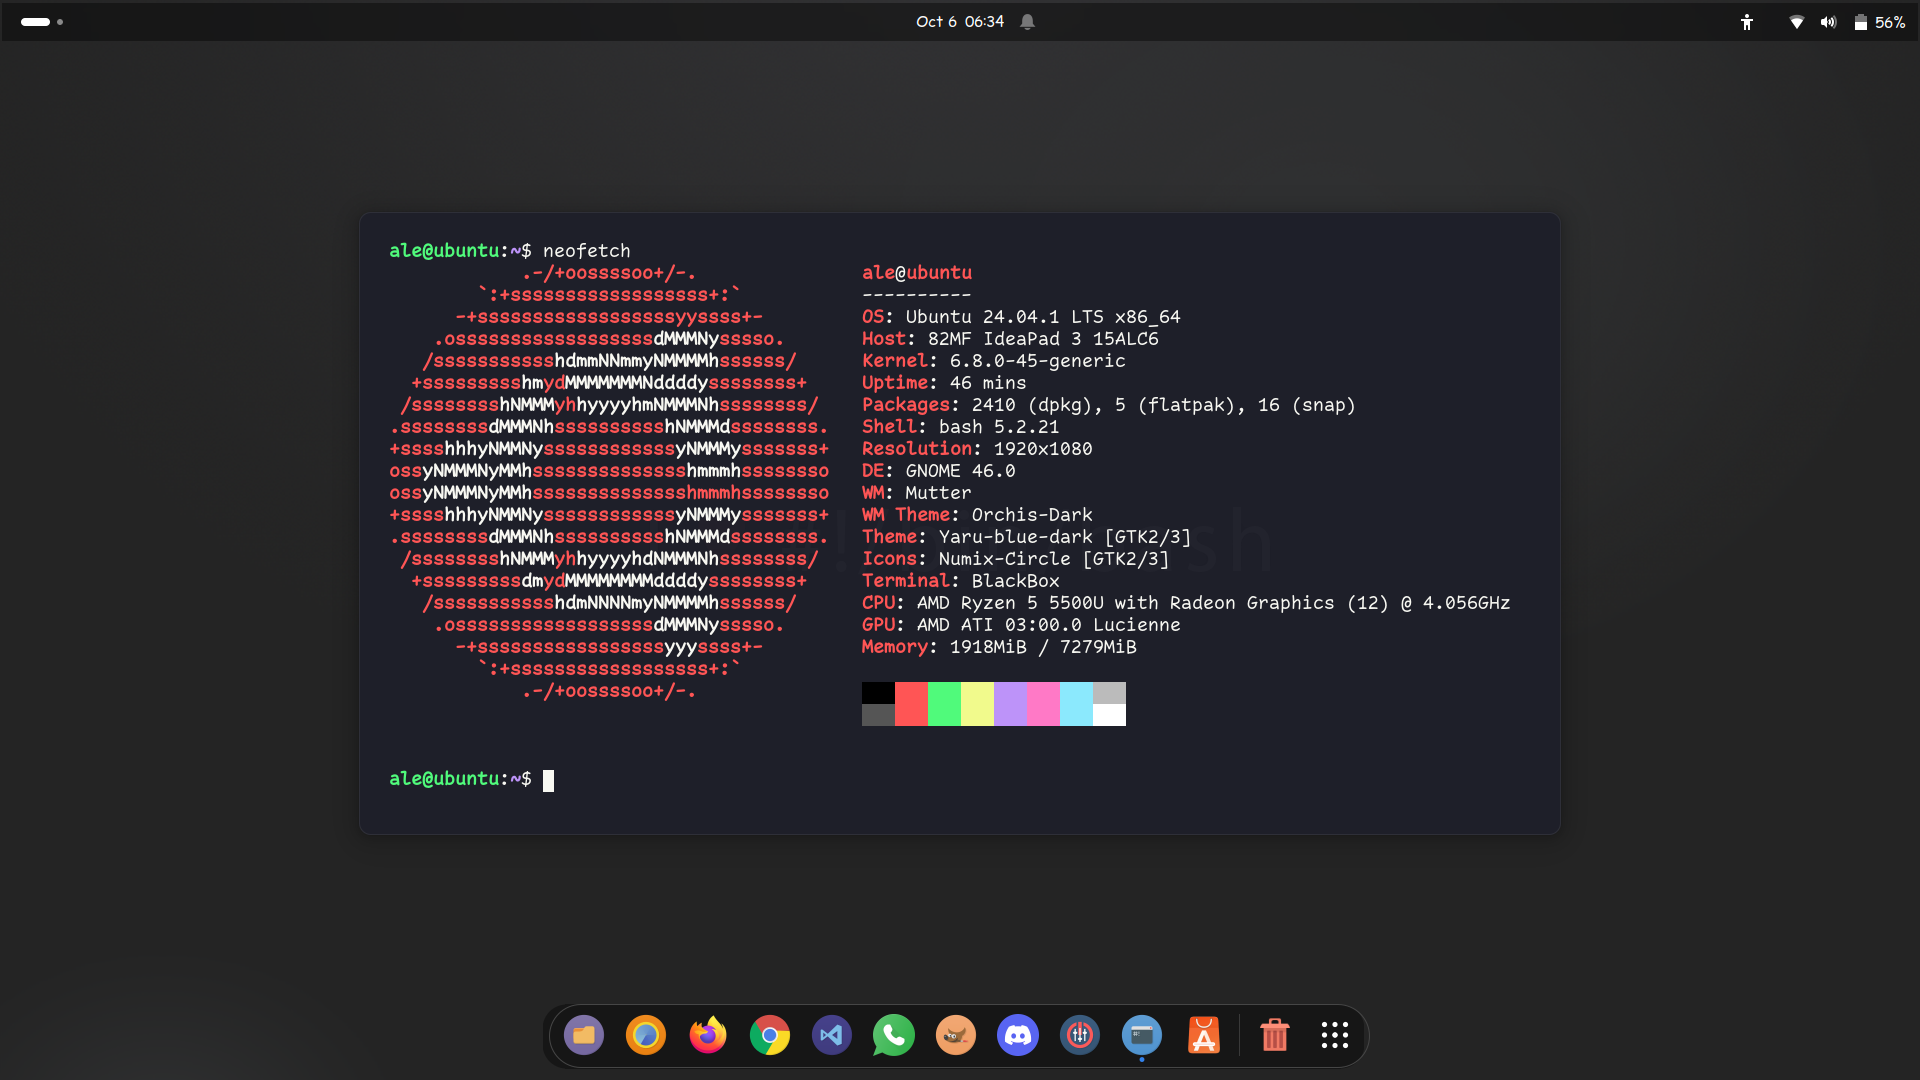 Oct 6 06:34
56%
ale@ubuntu:~$ neofetch
.-/+oossssoo+/-.
`:+ssssssssssssssssss+:`
-+ssssssssssssssssssyyssss+-
.ossssssssssssssssssdMMMNysssso.
/ssssssssssshdmmNNmmyNMMMMhssssss/
+ssssssssshmydMMMMMMMNddddyssssssss+
/sssssssshNMMMyhhyyyyhmNMMMNhssssssss/
.ssssssssdMMMNhsssssssssshNMMMdssssssss.
+sssshhhyNMMNyssssssssssssyNMMMysssssss+
ossyNMMMNyMMhsssssssssssssshmmmhssssssso
ossyNMMMNyMMhsssssssssssssshmmmhssssssso
+sssshhhyNMMNyssssssssssssyNMMMysssssss+
.ssssssssdMMMNhsssssssssshNMMMdssssssss.
/sssssssshNMMMyhhyyyyhdNMMMNhssssssss/
+sssssssssdmydMMMMMMMMddddyssssssss+
/ssssssssssshdmNNNNmyNMMMMhssssss/
.ossssssssssssssssssdMMMNysssso.
-+sssssssssssssssssyyyssss+-
`:+ssssssssssssssssss+:`
.-/+oossssoo+/-.
ale@ubuntu
----------
OS: Ubuntu 24.04.1 LTS x86_64
Host: 82MF IdeaPad 3 15ALC6
Kernel: 6.8.0-45-generic
Uptime: 46 mins
Packages: 2410 (dpkg), 5 (flatpak), 16 (snap)
Shell: bash 5.2.21
Resolution: 1920x1080
DE: GNOME 46.0
WM: Mutter
WM Theme: Orchis-Dark
Theme: Yaru-blue-dark [GTK2/3]
Icons: Numix-Circle [GTK2/3]
Terminal: BlackBox
CPU: AMD Ryzen 5 5500U with Radeon Graphics (12) @ 4.056GHz
GPU: AMD ATI 03:00.0 Lucienne
Memory: 1918MiB / 7279MiB
ale@ubuntu:~$